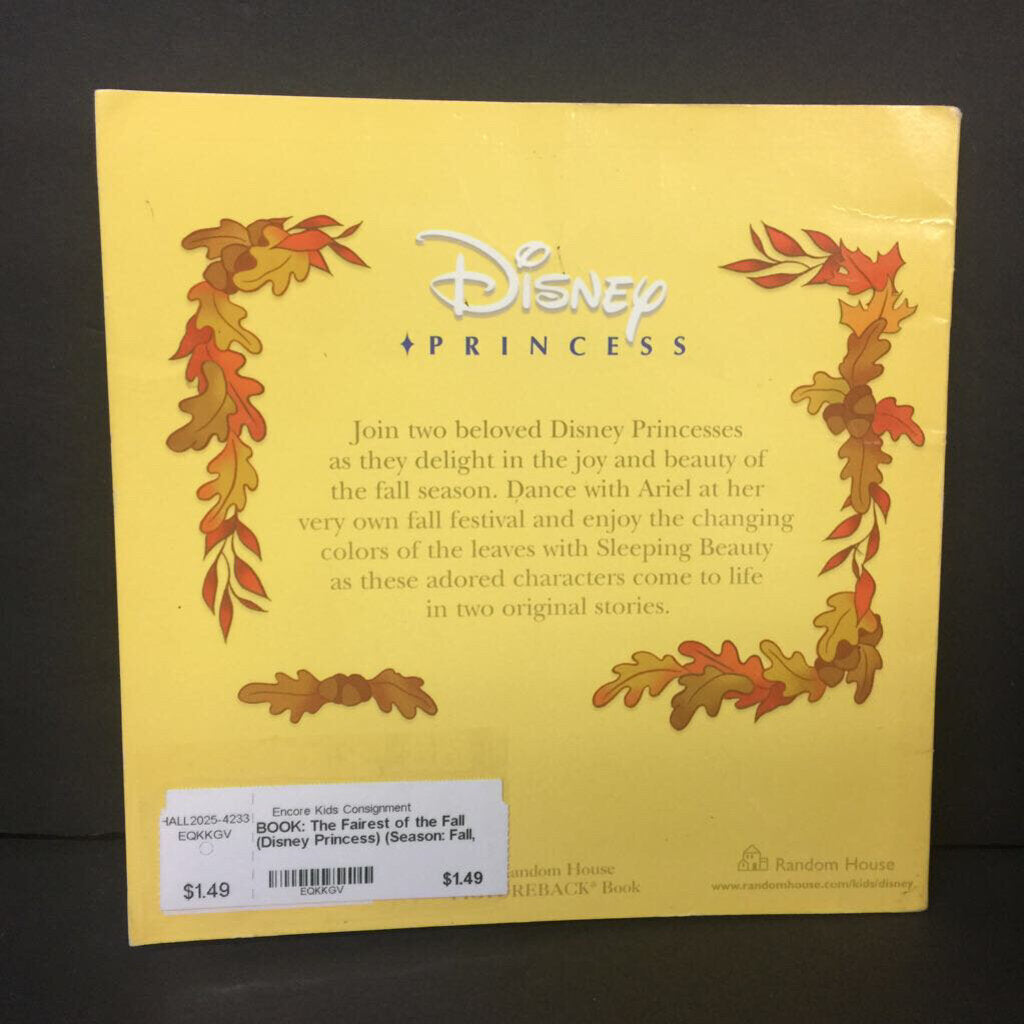 Disney
PRINCESS
Join two beloved Disney Princesses
as they delight in the joy and beauty of
the fall season. Dance with Ariel at her
very own fall festival and enjoy the changing
colors of the leaves with Sleeping Beauty
as these adored characters come to life
in two original stories.
HALL2025-4233
EQKKGV
$1.49
Encore Kids Consignment
BOOK: The Fairest of the Fall
(Disney Princess) (Season: Fall,
EQKKGV
$1.49
House
Book
Random House
www.randomhouse.com/kids/disney